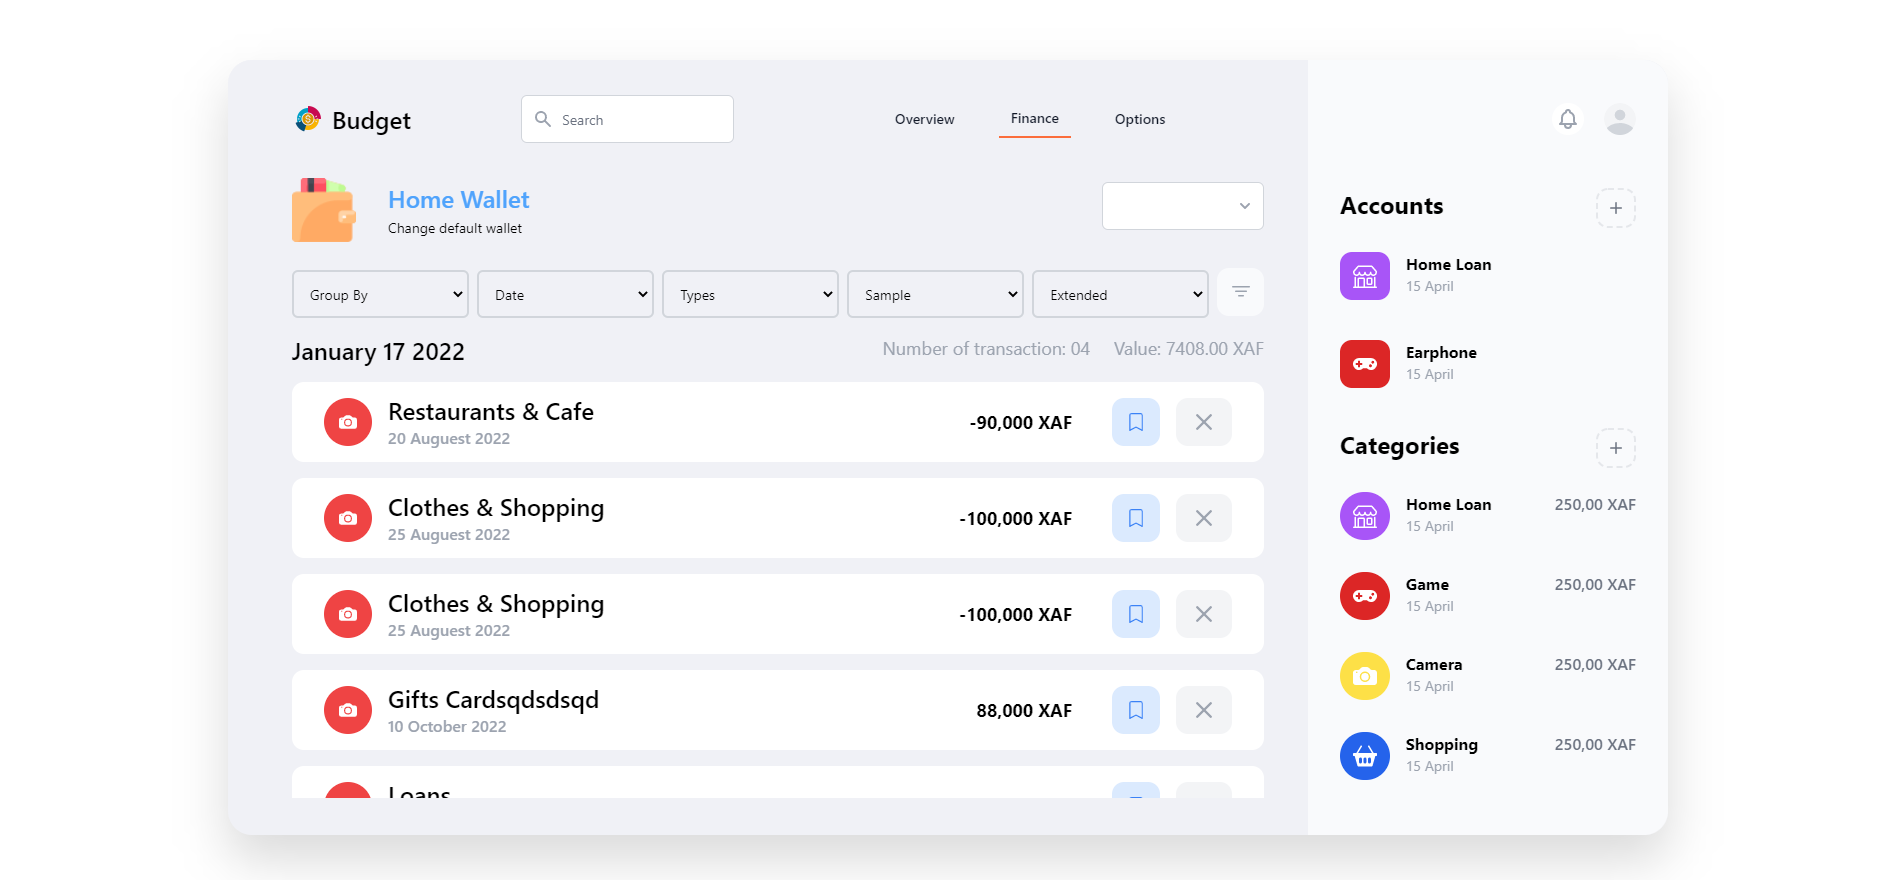 Budget
Search
Overview
Finance
Options
Home Wallet
Change default wallet
Group By
Date
Types
Sample
Extended
January 17 2022
Number of transaction: 04
Value: 7408.00 XAF
Restaurants & Cafe
20 Auguest 2022
-90,000 XAF
Clothes & Shopping
25 Auguest 2022
-100,000 XAF
Clothes & Shopping
25 Auguest 2022
-100,000 XAF
Gifts Cardsqdsdsqd
10 October 2022
88,000 XAF
Loans
Accounts
Home Loan
15 April
Earphone
15 April
Categories
Home Loan
250,00 XAF
15 April
Game
250,00 XAF
15 April
Camera
250,00 XAF
15 April
Shopping
250,00 XAF
15 April